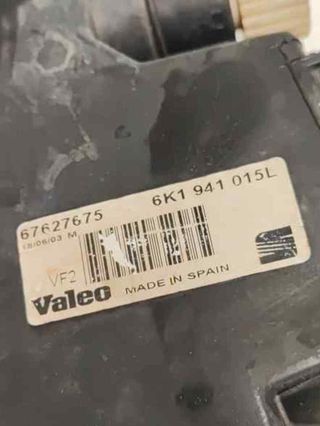 67627675
6K1 941 015L
18/06/03 M
VF2
Valeo
MADE IN SPAIN